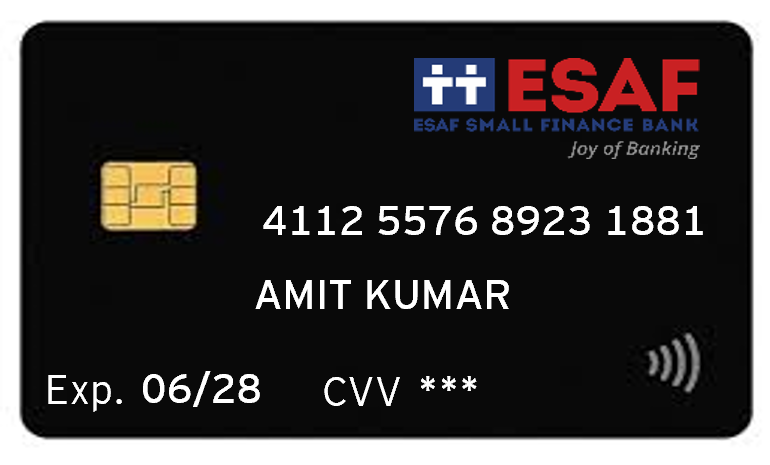 ESAF
ESAF SMALL FINANCE BANK
Joy of Banking
4112 5576 8923 1881
AMIT KUMAR
Exp. 06/28 CVV ***